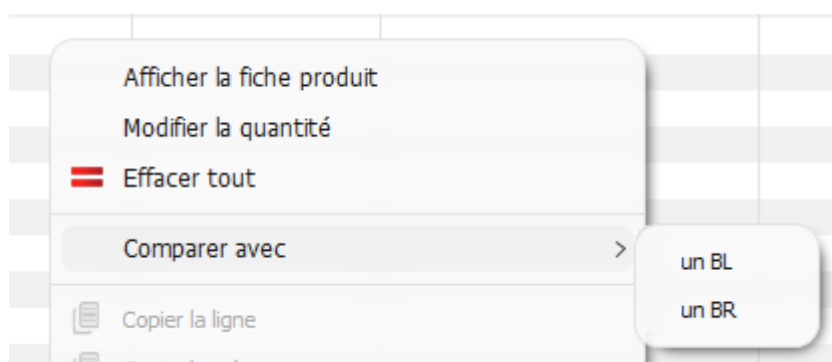 Afficher la fiche produit
Modifier la quantité
Effacer tout
Comparer avec
un BL
un BR
Copier la ligne